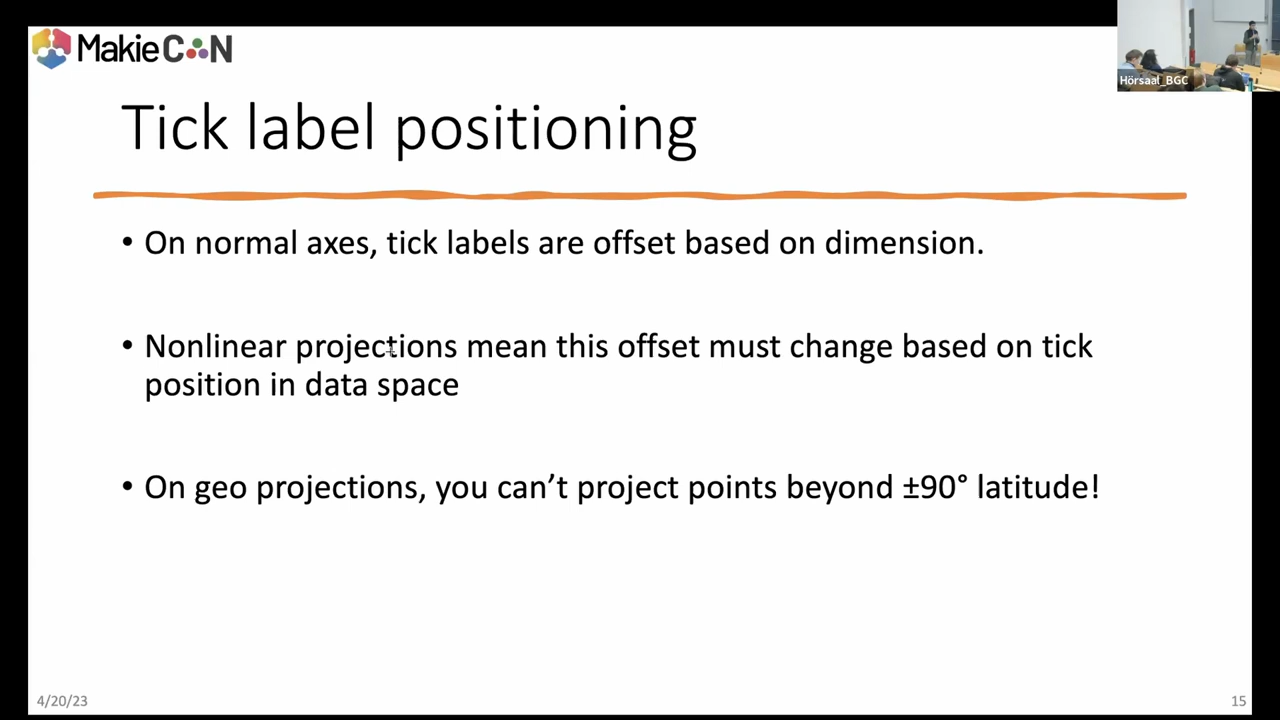 MakieCON
Hörsaal_BGC
Tick label positioning
• On normal axes, tick labels are offset based on dimension.
• Nonlinear projections mean this offset must change based on tick
position in data space
• On geo projections, you can’t project points beyond ±90° latitude!
4/20/23
15